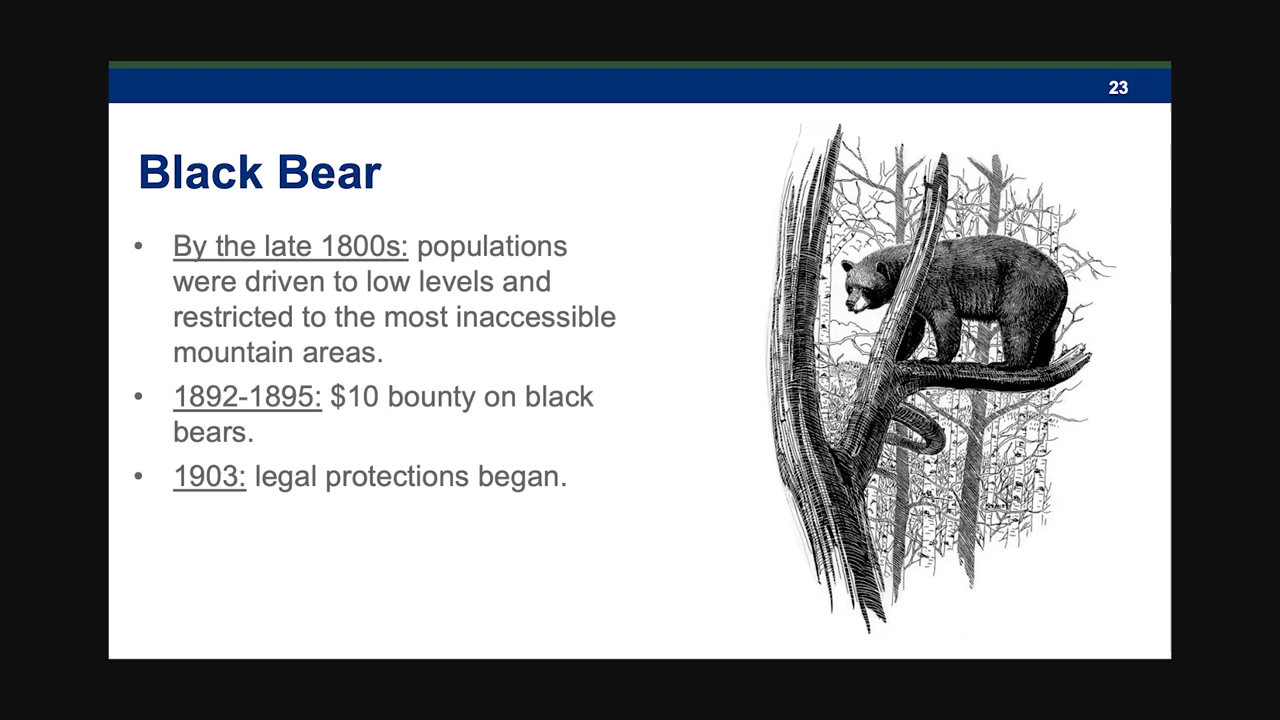 23
Black Bear
• By the late 1800s: populations
were driven to low levels and
restricted to the most inaccessible
mountain areas.
• 1892-1895: $10 bounty on black
bears.
• 1903: legal protections began.